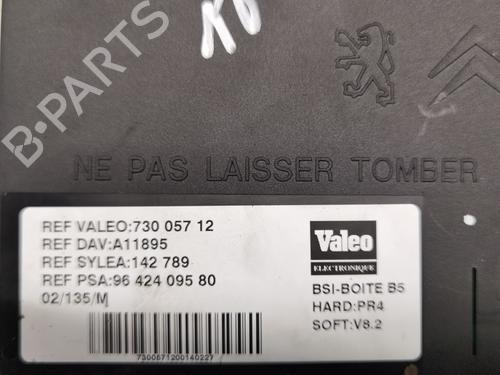 B-PARTS
NE PAS LAISSER TOMBER
REF VALEO:730 057 12
REF DAV:A11895
REF SYLEA:142 789
REF PSA:96 424 095 80
02/135/M
7300571200140227
Valeo
ELECTRONIQUE
BSI-BOITE B5
HARD:PR4
SOFT:V8.2